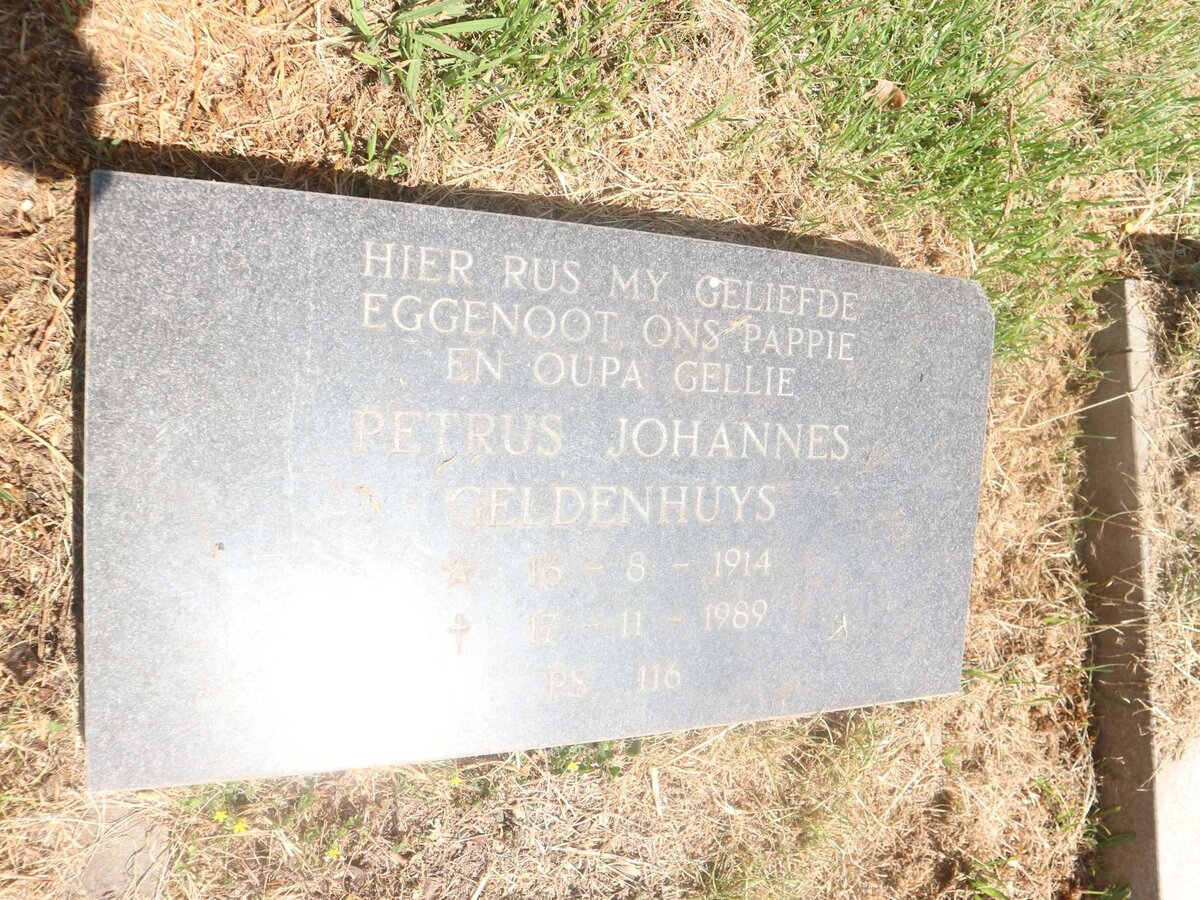 HIER RUS MY GELIEFDE
EGGENOOT, ONS PAPPIE
EN OUPA GELLIE
PETRUS JOHANNES
GELDENHUYS
☆ 16 - 8 - 1914
✝ 17 - 11 - 1989
PS. 116